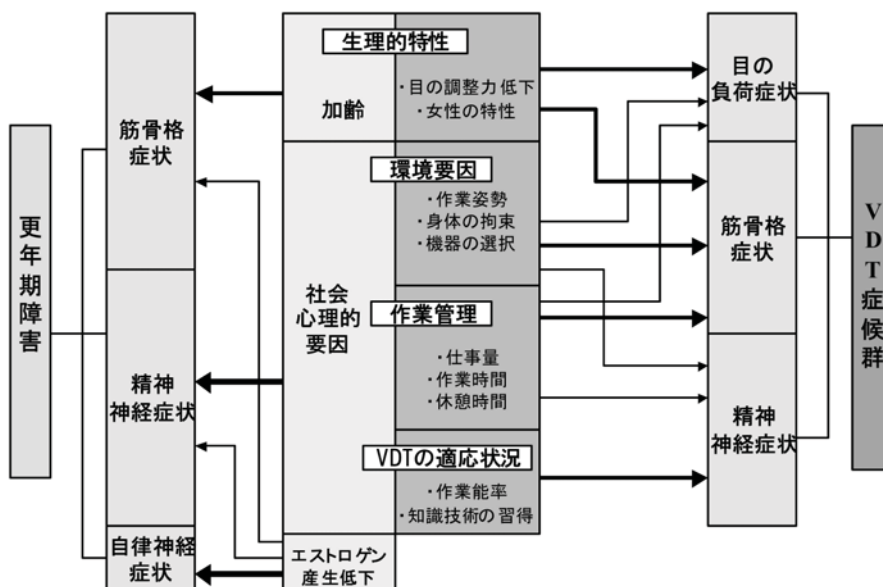 更年期障害
筋骨格
症状
精神
神経症状
自律神経
症状
生理的特性
加齢
・目の調整力低下
・女性の特性
環境要因
・作業姿勢
・身体の拘束
・機器の選択
社会
心理的
要因
作業管理
・仕事量
・作業時間
・休憩時間
VDTの適応状況
・作業能率
・知識技術の習得
エストロゲン
産生低下
目の
負荷症状
筋骨格
症状
精神
神経症状
VDT症候群